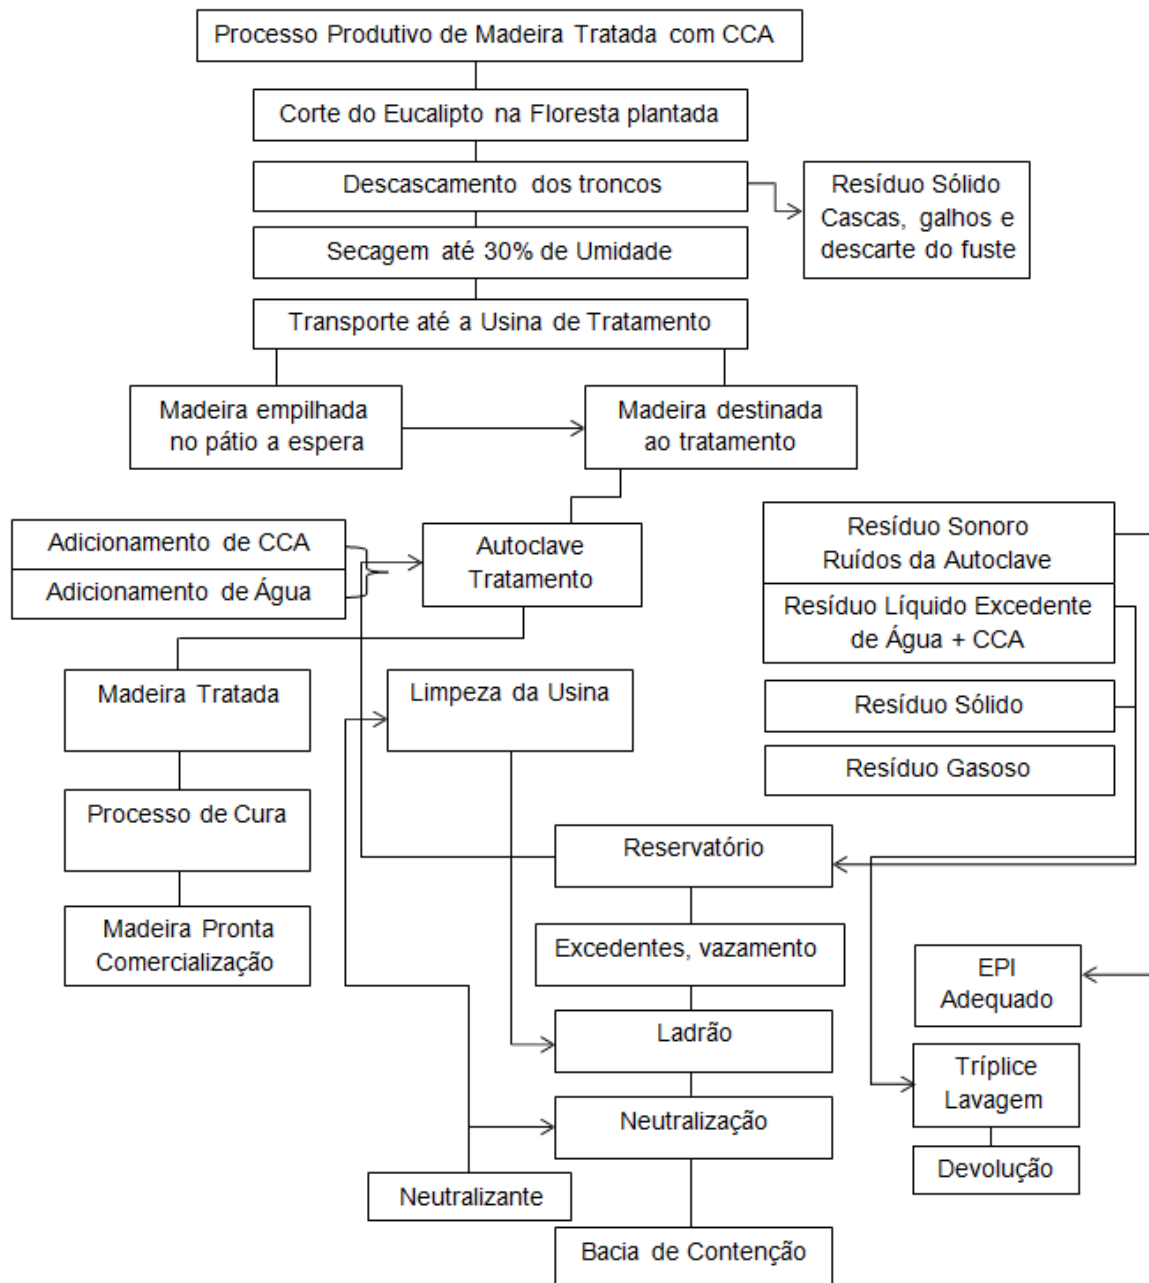 Processo Produtivo de Madeira Tratada com CCA
Corte do Eucalipto na Floresta plantada
Descascamento dos troncos
Resíduo Sólido
Cascas, galhos e
descarte do fuste
Secagem até 30% de Umidade
Transporte até a Usina de Tratamento
Madeira empilhada
no pátio a espera
Madeira destinada
ao tratamento
Adicionamento de CCA
Adicionamento de Água
Autoclave
Tratamento
Resíduo Sonoro
Ruídos da Autoclave
Resíduo Líquido Excedente
de Água + CCA
Resíduo Sólido
Resíduo Gasoso
Madeira Tratada
Limpeza da Usina
Processo de Cura
Reservatório
Madeira Pronta
Comercialização
Excedentes, vazamento
EPI
Adequado
Ladrão
Tríplice
Lavagem
Neutralização
Devolução
Neutralizante
Bacia de Contenção